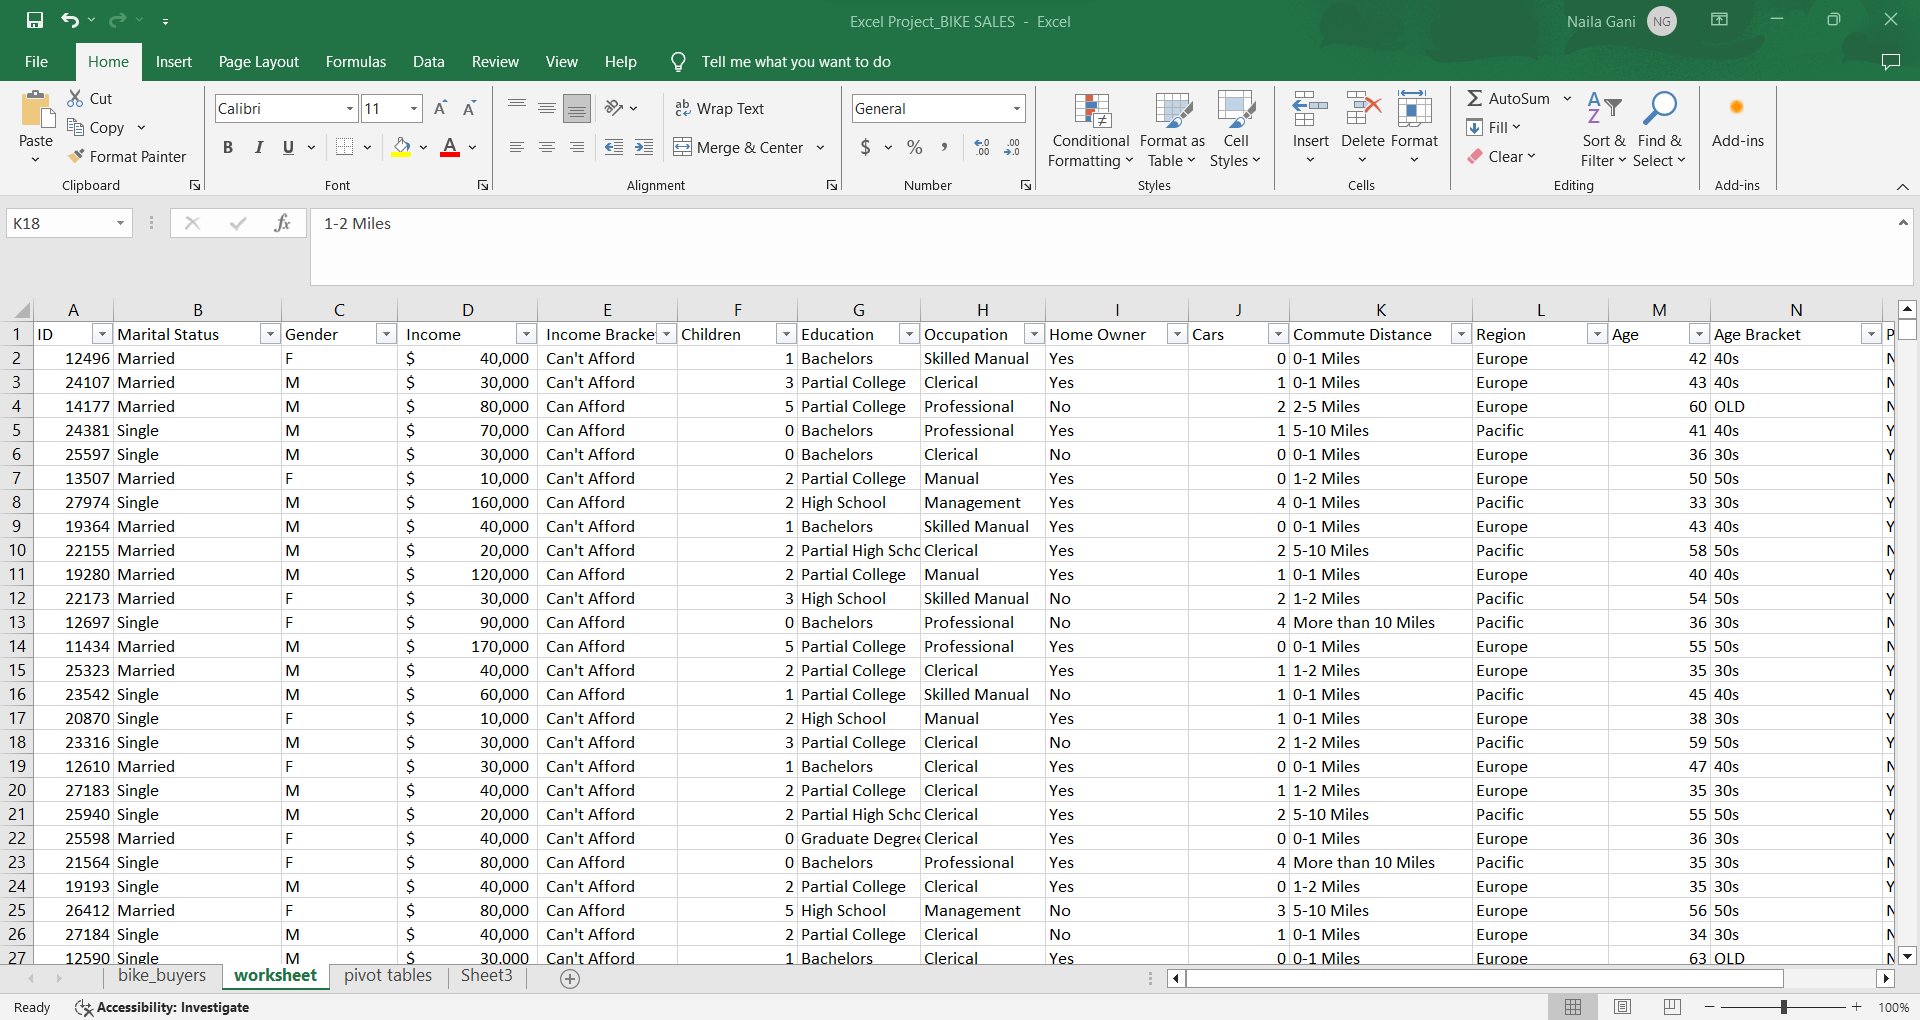 Excel Project_BIKE SALES - Excel
Naila Gani NG
File Home Insert Page Layout Formulas Data Review View Help Tell me what you want to do
Paste
Cut
Copy
Format Painter
Clipboard
Calibri 11
B I U A
Font
Wrap Text
Merge & Center
Alignment
General
$ % ,
Number
Conditional Formatting
Format as Table
Cell Styles
Styles
Insert Delete Format
Cells
AutoSum
Fill
Clear
Sort & Filter
Find & Select
Editing
Add-ins
Add-ins
K18 fx 1-2 Miles
A B C D E F G H I J K L M N
1 ID Marital Status Gender Income Income Bracke Children Education Occupation Home Owner Cars Commute Distance Region Age Age Bracket P
2 12496 Married F $ 40,000 Can't Afford 1 Bachelors Skilled Manual Yes 0 0-1 Miles Europe 42 40s N
3 24107 Married M $ 30,000 Can't Afford 3 Partial College Clerical Yes 1 0-1 Miles Europe 43 40s N
4 14177 Married M $ 80,000 Can Afford 5 Partial College Professional No 2 2-5 Miles Europe 60 OLD N
5 24381 Single M $ 70,000 Can Afford 0 Bachelors Professional Yes 1 5-10 Miles Pacific 41 40s Y
6 25597 Single M $ 30,000 Can't Afford 0 Bachelors Clerical No 0 0-1 Miles Europe 36 30s Y
7 13507 Married F $ 10,000 Can't Afford 2 Partial College Manual Yes 0 1-2 Miles Europe 50 50s N
8 27974 Single M $ 160,000 Can Afford 2 High School Management Yes 4 0-1 Miles Pacific 33 30s Y
9 19364 Married M $ 40,000 Can't Afford 1 Bachelors Skilled Manual Yes 0 0-1 Miles Europe 43 40s Y
10 22155 Married M $ 20,000 Can't Afford 2 Partial High Scho Clerical Yes 2 5-10 Miles Pacific 58 50s N
11 19280 Married M $ 120,000 Can Afford 2 Partial College Manual Yes 1 0-1 Miles Europe 40 40s Y
12 22173 Married F $ 30,000 Can't Afford 3 High School Skilled Manual No 2 1-2 Miles Pacific 54 50s Y
13 12697 Single F $ 90,000 Can Afford 0 Bachelors Professional No 4 More than 10 Miles Pacific 36 30s N
14 11434 Married M $ 170,000 Can Afford 5 Partial College Professional Yes 0 0-1 Miles Europe 55 50s N
15 25323 Married M $ 40,000 Can't Afford 2 Partial College Clerical Yes 1 1-2 Miles Europe 35 30s Y
16 23542 Single M $ 60,000 Can Afford 1 Partial College Skilled Manual No 1 0-1 Miles Pacific 45 40s Y
17 20870 Single F $ 10,000 Can't Afford 2 High School Manual Yes 1 0-1 Miles Europe 38 30s Y
18 23316 Single M $ 30,000 Can't Afford 3 Partial College Clerical No 2 1-2 Miles Pacific 59 50s Y
19 12610 Married F $ 30,000 Can't Afford 1 Bachelors Clerical Yes 0 0-1 Miles Europe 47 40s N
20 27183 Single M $ 40,000 Can't Afford 2 Partial College Clerical Yes 1 1-2 Miles Europe 35 30s Y
21 25940 Single M $ 20,000 Can't Afford 2 Partial High Scho Clerical Yes 2 5-10 Miles Pacific 55 50s Y
22 25598 Married F $ 40,000 Can't Afford 0 Graduate Degree Clerical Yes 0 0-1 Miles Europe 36 30s Y
23 21564 Single F $ 80,000 Can Afford 0 Bachelors Professional Yes 4 More than 10 Miles Pacific 35 30s N
24 19193 Single M $ 40,000 Can't Afford 2 Partial College Clerical Yes 0 1-2 Miles Europe 35 30s Y
25 26412 Married F $ 80,000 Can Afford 5 High School Management No 3 5-10 Miles Europe 56 50s N
26 27184 Single M $ 40,000 Can't Afford 2 Partial College Clerical No 1 0-1 Miles Europe 34 30s N
27 12590 Single M $ 30,000 Can't Afford 1 Bachelors Clerical Yes 0 0-1 Miles Europe 63 OLD N
bike_buyers worksheet pivot tables Sheet3
Ready Accessibility: Investigate 100%